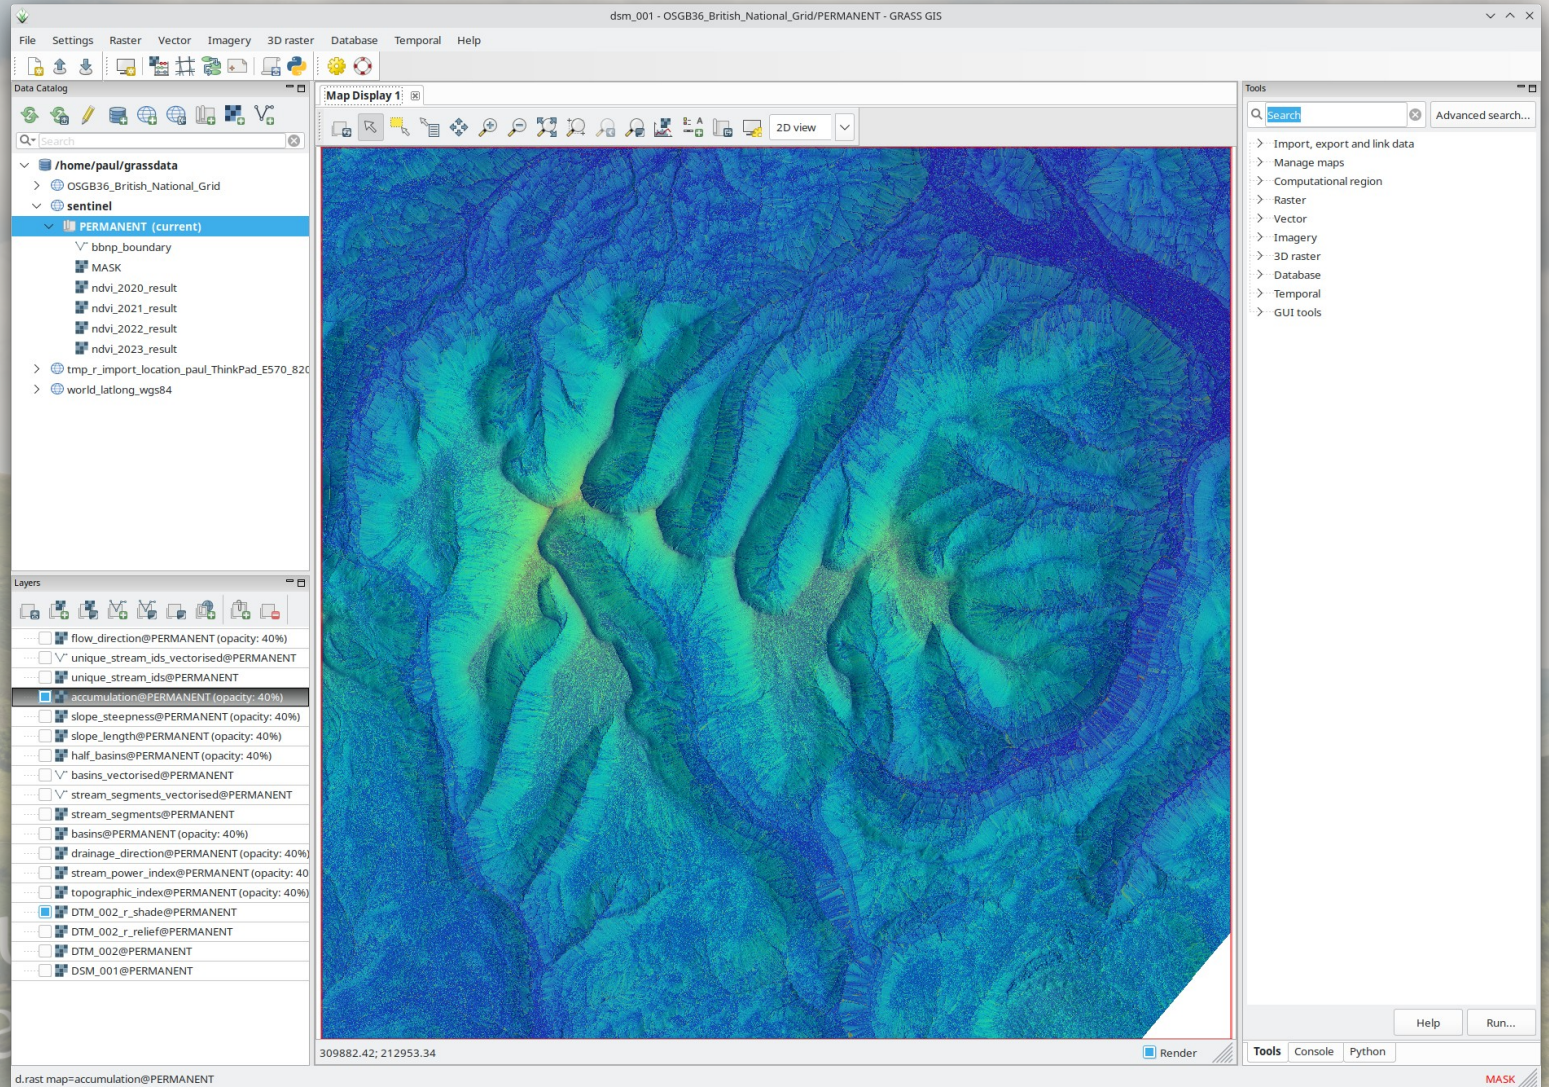 dsm_001 - OSGB36_British_National_Grid/PERMANENT - GRASS GIS
File Settings Raster Vector Imagery 3D raster Database Temporal Help
Data Catalog
Search
/home/paul/grassdata
OSGB36_British_National_Grid
sentinel
PERMANENT (current)
bbnp_boundary
MASK
ndvi_2020_result
ndvi_2021_result
ndvi_2022_result
ndvi_2023_result
tmp_r_import_location_paul_ThinkPad_E570_820
world_latlong_wgs84
Layers
flow_direction@PERMANENT (opacity: 40%)
unique_stream_ids_vectorised@PERMANENT
unique_stream_ids@PERMANENT
accumulation@PERMANENT (opacity: 40%)
slope_steepness@PERMANENT (opacity: 40%)
slope_length@PERMANENT (opacity: 40%)
half_basins@PERMANENT (opacity: 40%)
basins_vectorised@PERMANENT
stream_segments_vectorised@PERMANENT
stream_segments@PERMANENT
basins@PERMANENT (opacity: 40%)
drainage_direction@PERMANENT (opacity: 40%)
stream_power_index@PERMANENT (opacity: 40
topographic_index@PERMANENT (opacity: 40%)
DTM_002_r_shade@PERMANENT
DTM_002_r_relief@PERMANENT
DTM_002@PERMANENT
DSM_001@PERMANENT
Map Display 1
2D view
309882.42; 212953.34
Render
Tools
Search
Advanced search...
Import, export and link data
Manage maps
Computational region
Raster
Vector
Imagery
3D raster
Database
Temporal
GUI tools
Help Run...
Tools Console Python
d.rast map=accumulation@PERMANENT
MASK